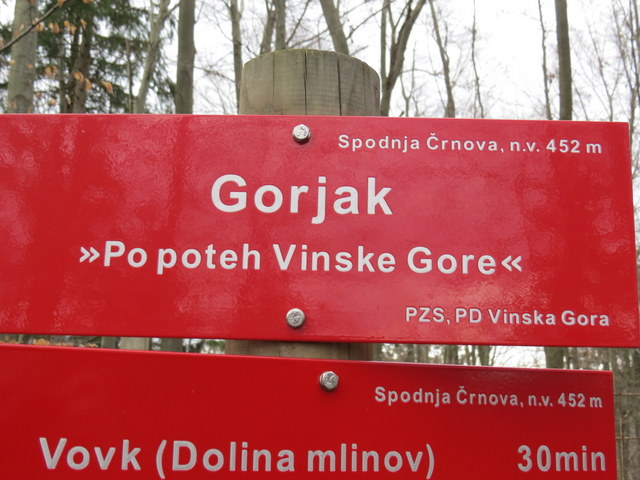 Spodnja Črnova, n.v. 452 m
Gorjak
»Po poteh Vinske Gore«
PZS, PD Vinska Gora
Spodnja Črnova, n.v. 452 m
Vovk (Dolina mlinov) 30min